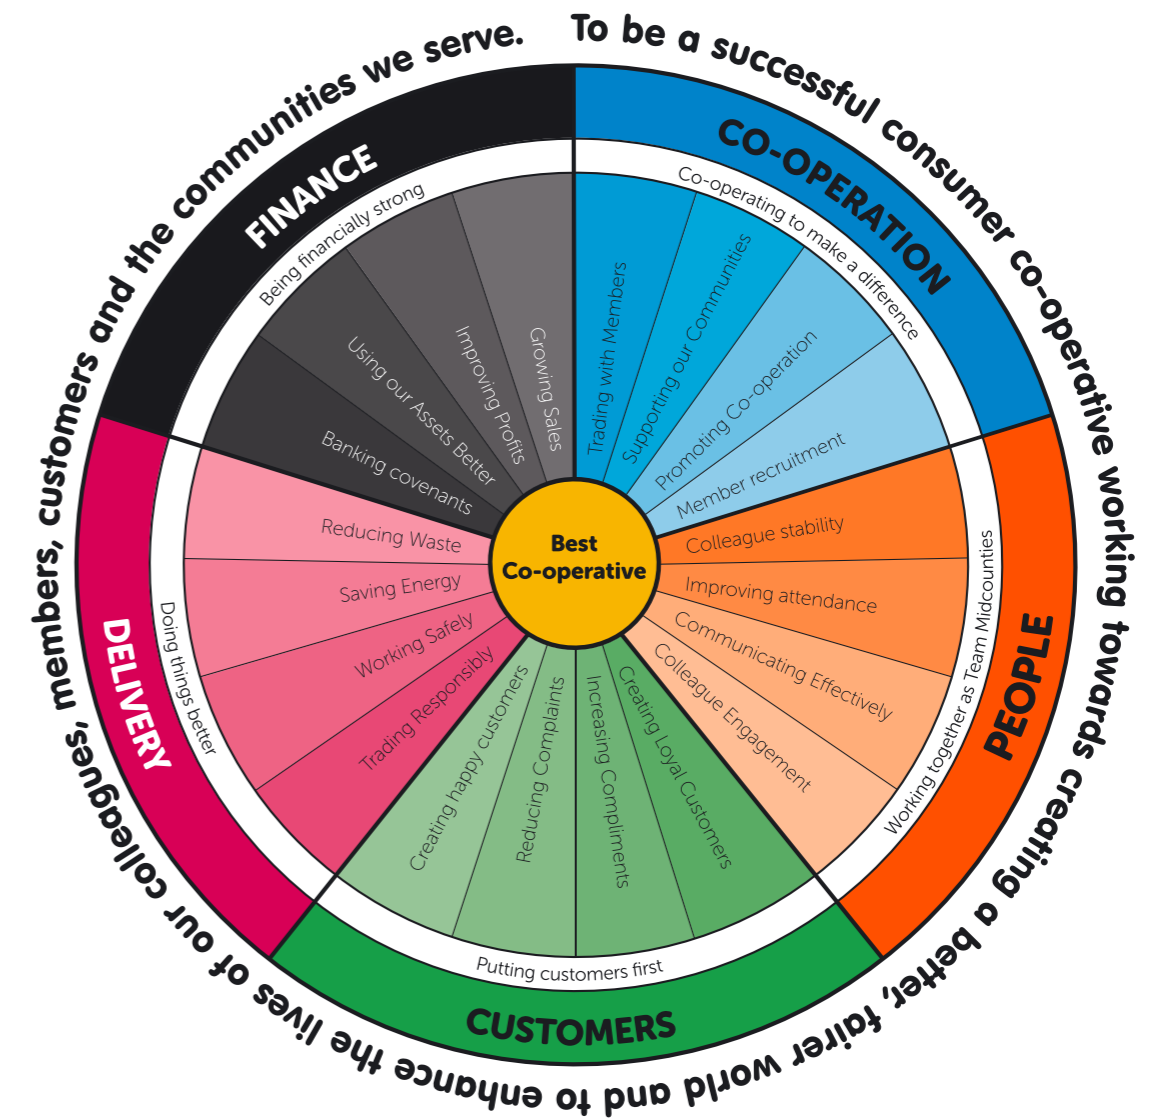 To be a successful consumer co-operative working towards creating a better, fairer world and to enhance the lives of our colleagues, members, customers and the communities we serve.
CO-OPERATION
Co-operating to make a difference
Trading with Members
Supporting our Communities
Promoting Co-operation
Member recruitment
PEOPLE
Working together as Team Midcounties
Colleague stability
Improving attendance
Communicating Effectively
Colleague Engagement
CUSTOMERS
Putting customers first
Creating Loyal Customers
Increasing Compliments
Reducing Complaints
Creating happy customers
DELIVERY
Doing things better
Trading Responsibly
Working Safely
Saving Energy
Reducing Waste
FINANCE
Being financially strong
Banking covenants
Using our Assets Better
Improving Profits
Growing Sales
Best
Co-operative